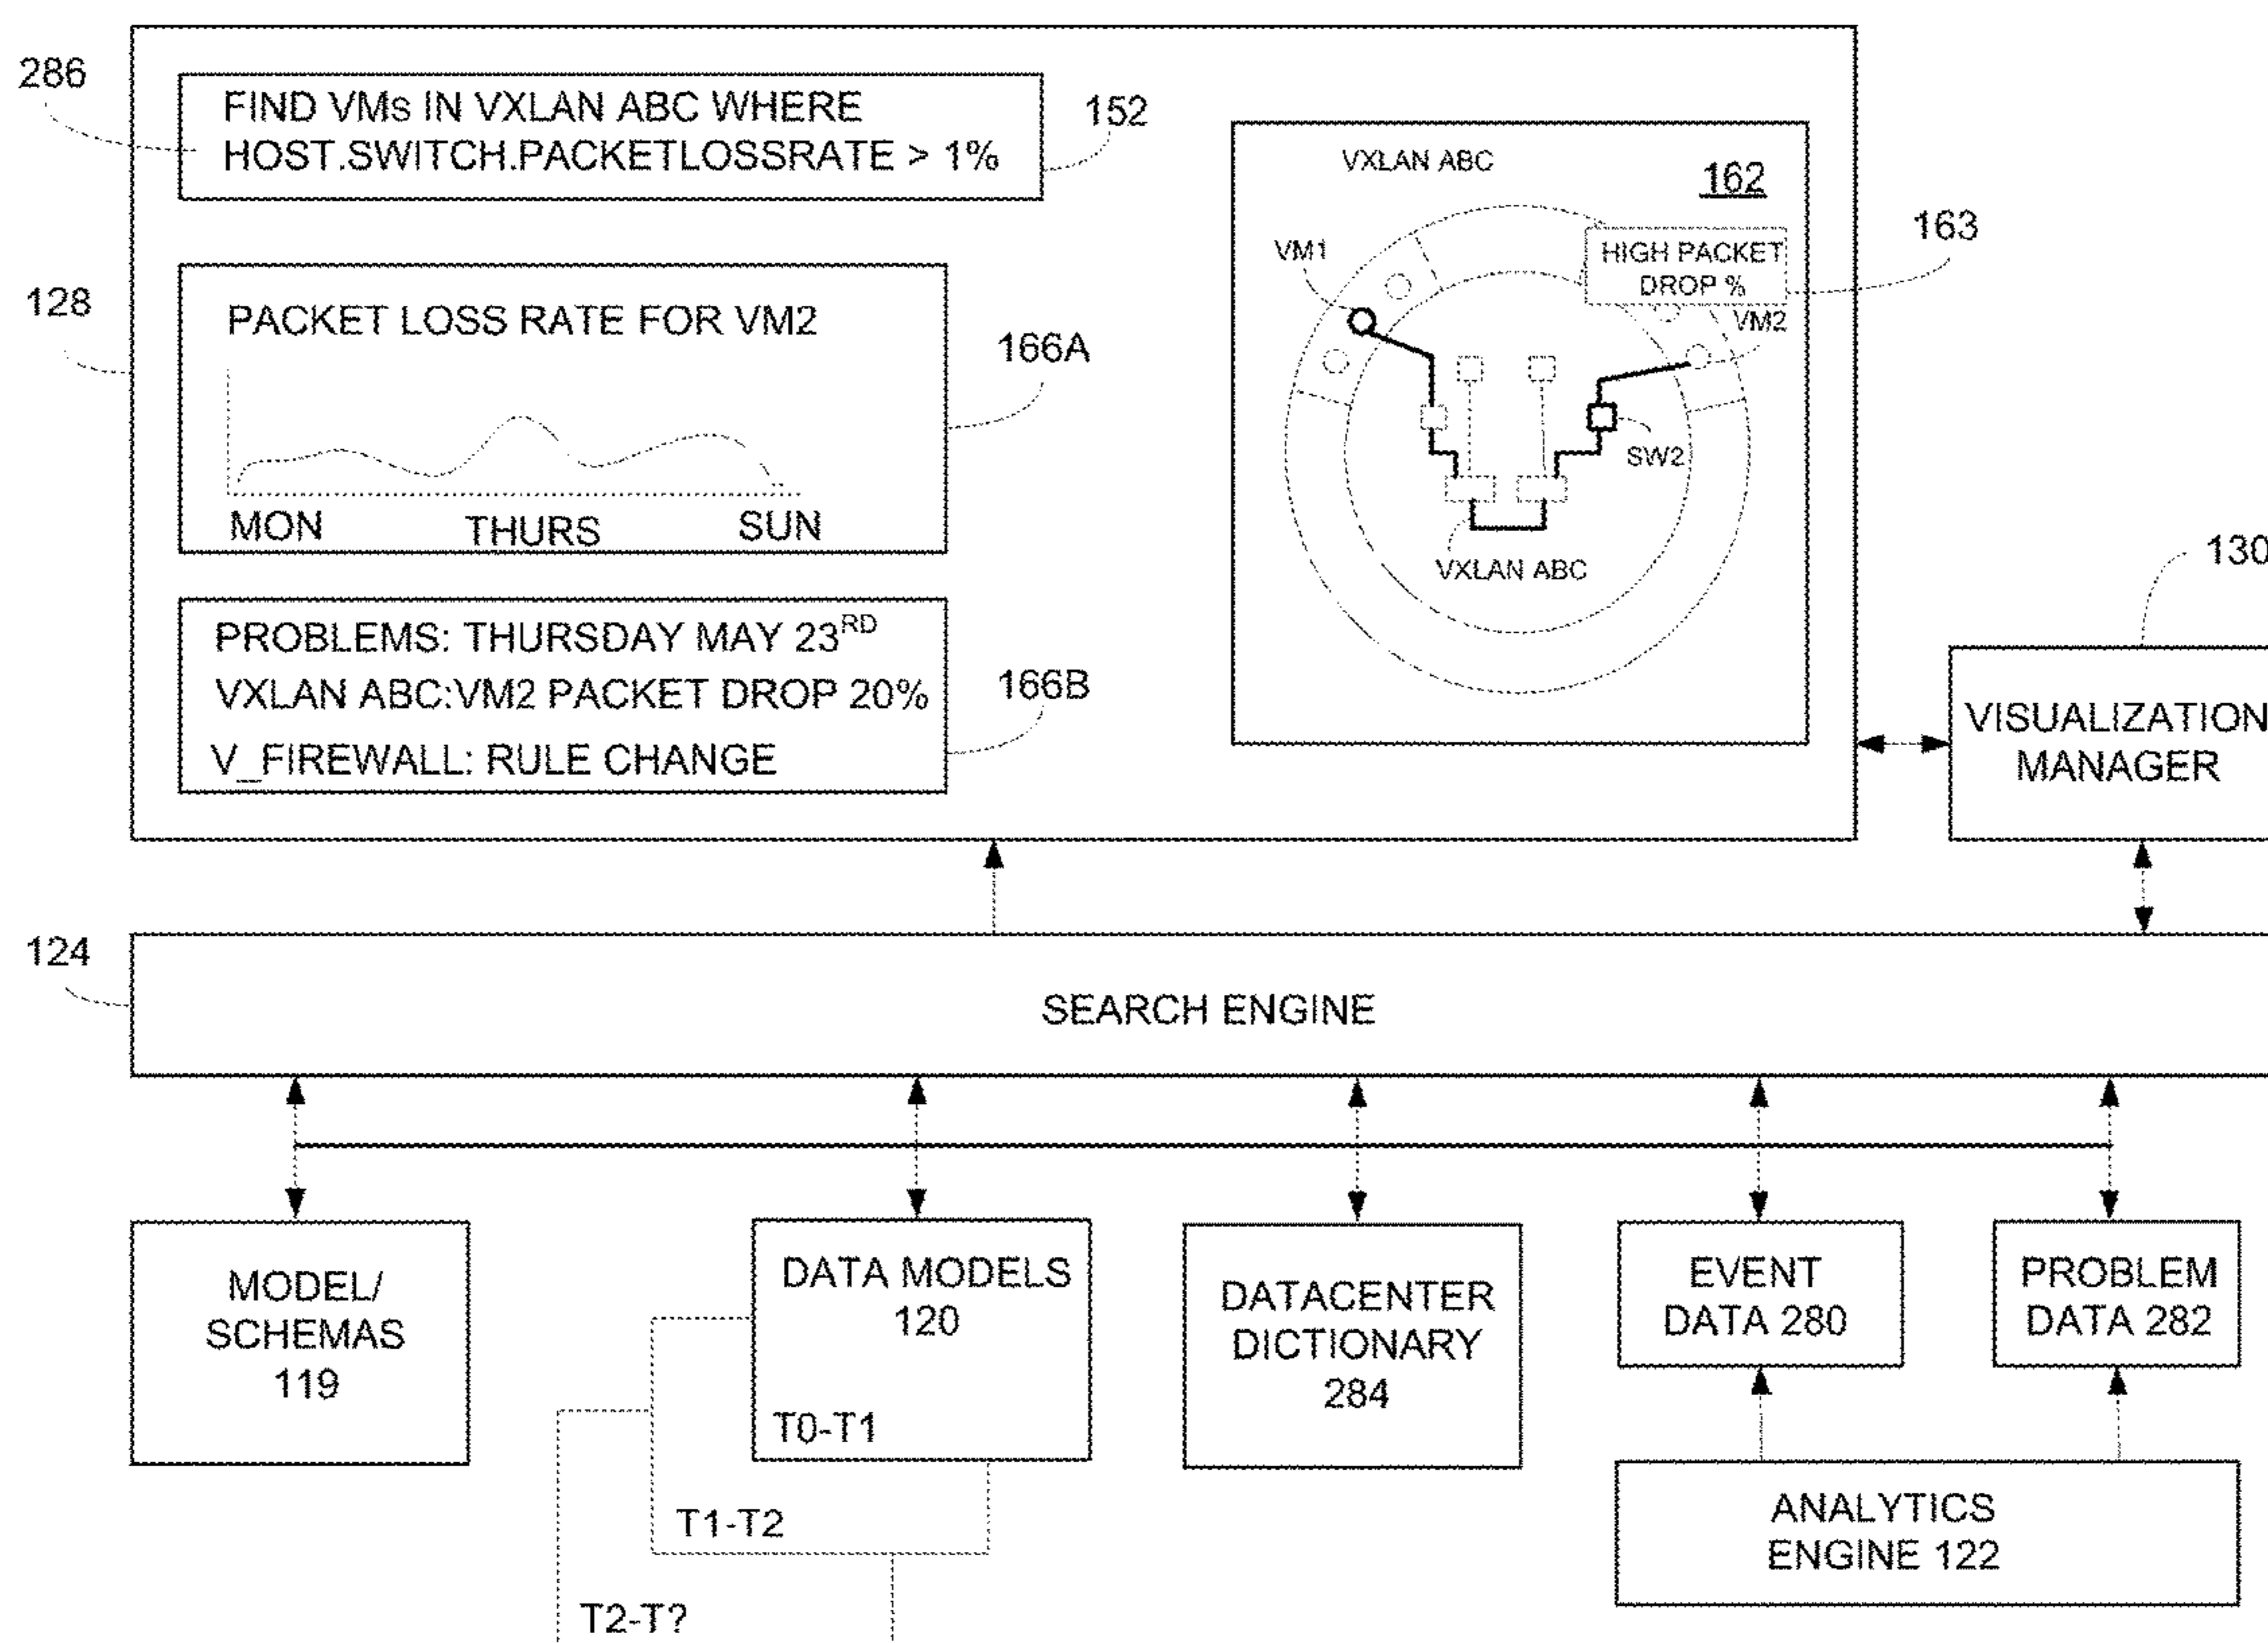 286
FIND VMs IN VXLAN ABC WHERE
HOST.SWITCH.PACKETLOSSRATE > 1%
152
128
PACKET LOSS RATE FOR VM2
MON THURS SUN
166A
PROBLEMS: THURSDAY MAY 23RD
VXLAN ABC:VM2 PACKET DROP 20%
V_FIREWALL: RULE CHANGE
166B
VXLAN ABC
162
VM1
HIGH PACKET
DROP %
163
VM2
SW2
VXLAN ABC
130
VISUALIZATION
MANAGER
124
SEARCH ENGINE
MODEL/
SCHEMAS
119
DATA MODELS
120
T0-T1
T1-T2
T2-T?
DATACENTER
DICTIONARY
284
EVENT
DATA 280
PROBLEM
DATA 282
ANALYTICS
ENGINE 122